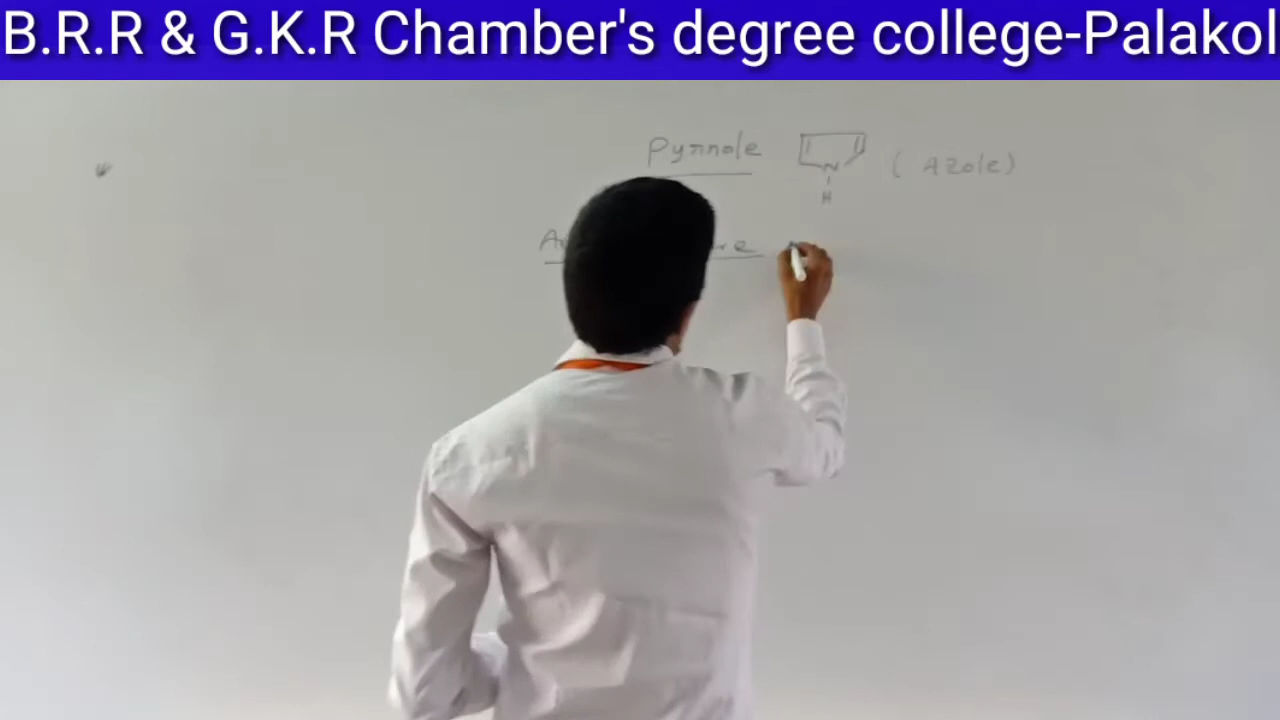 B.R.R & G.K.R Chamber's degree college-Palakol
Pyrrole N H ( Azole)